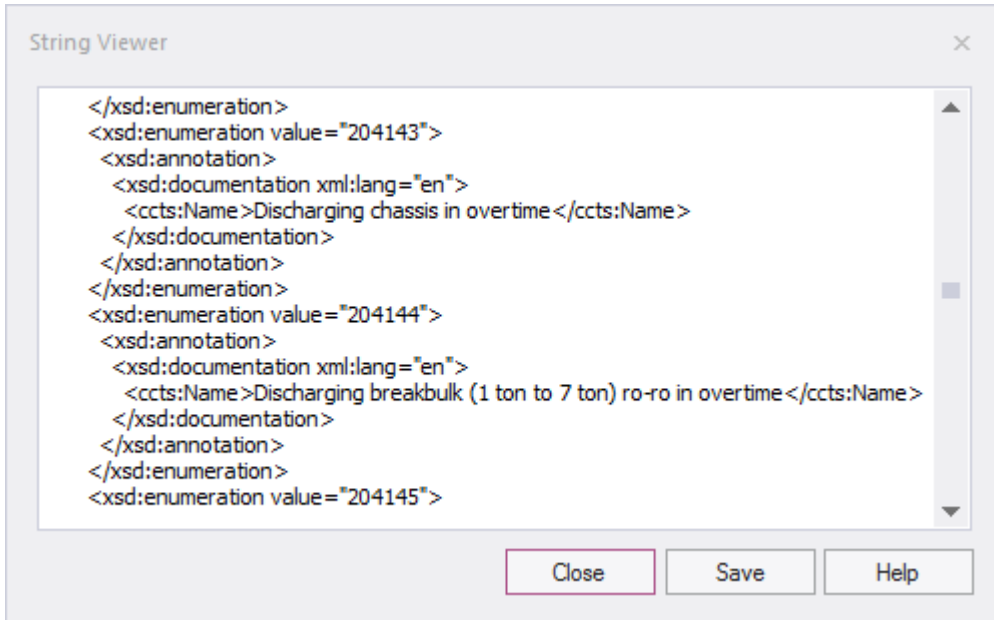 String Viewer
</xsd:enumeration>
<xsd:enumeration value="204143">
<xsd:annotation>
<xsd:documentation xml:lang="en">
<ccts:Name>Discharging chassis in overtime</ccts:Name>
</xsd:documentation>
</xsd:annotation>
</xsd:enumeration>
<xsd:enumeration value="204144">
<xsd:annotation>
<xsd:documentation xml:lang="en">
<ccts:Name>Discharging breakbulk (1 ton to 7 ton) ro-ro in overtime</ccts:Name>
</xsd:documentation>
</xsd:annotation>
</xsd:enumeration>
<xsd:enumeration value="204145">
Close Save Help